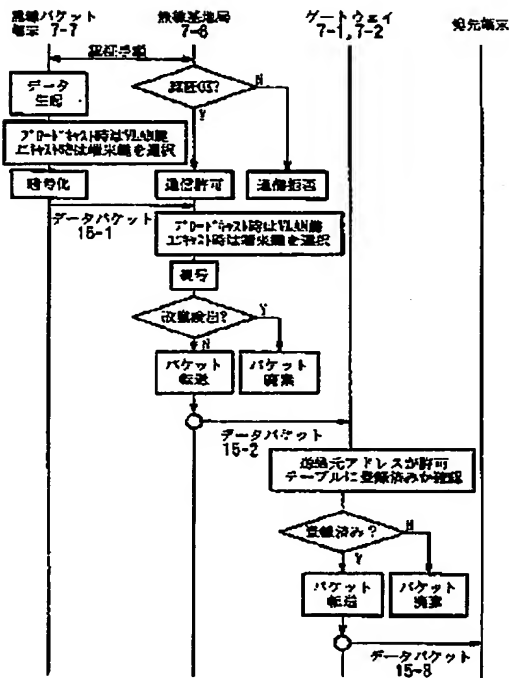 無線パケット
端末 7-7
無線基地局
7-6
ゲートウェイ
7-1, 7-2
宛先端末
認証手順
データ
生成
認証OK?
N
Y
ブロードキャスト時はVLAN鍵
ユニキャスト時は端末鍵を選択
暗号化
通信許可
通信拒否
データパケット
15-1
ブロードキャスト時はVLAN鍵
ユニキャスト時は端末鍵を選択
復号
改竄検出?
Y
N
パケット
転送
パケット
廃棄
データパケット
15-2
送信元アドレスが許可
テーブルに登録済みか確認
登録済み?
N
Y
パケット
転送
パケット
廃棄
データパケット